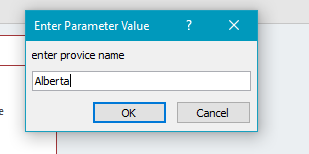 Enter Parameter Value ? ×
enter provice name
Alberta
OK Cancel
e